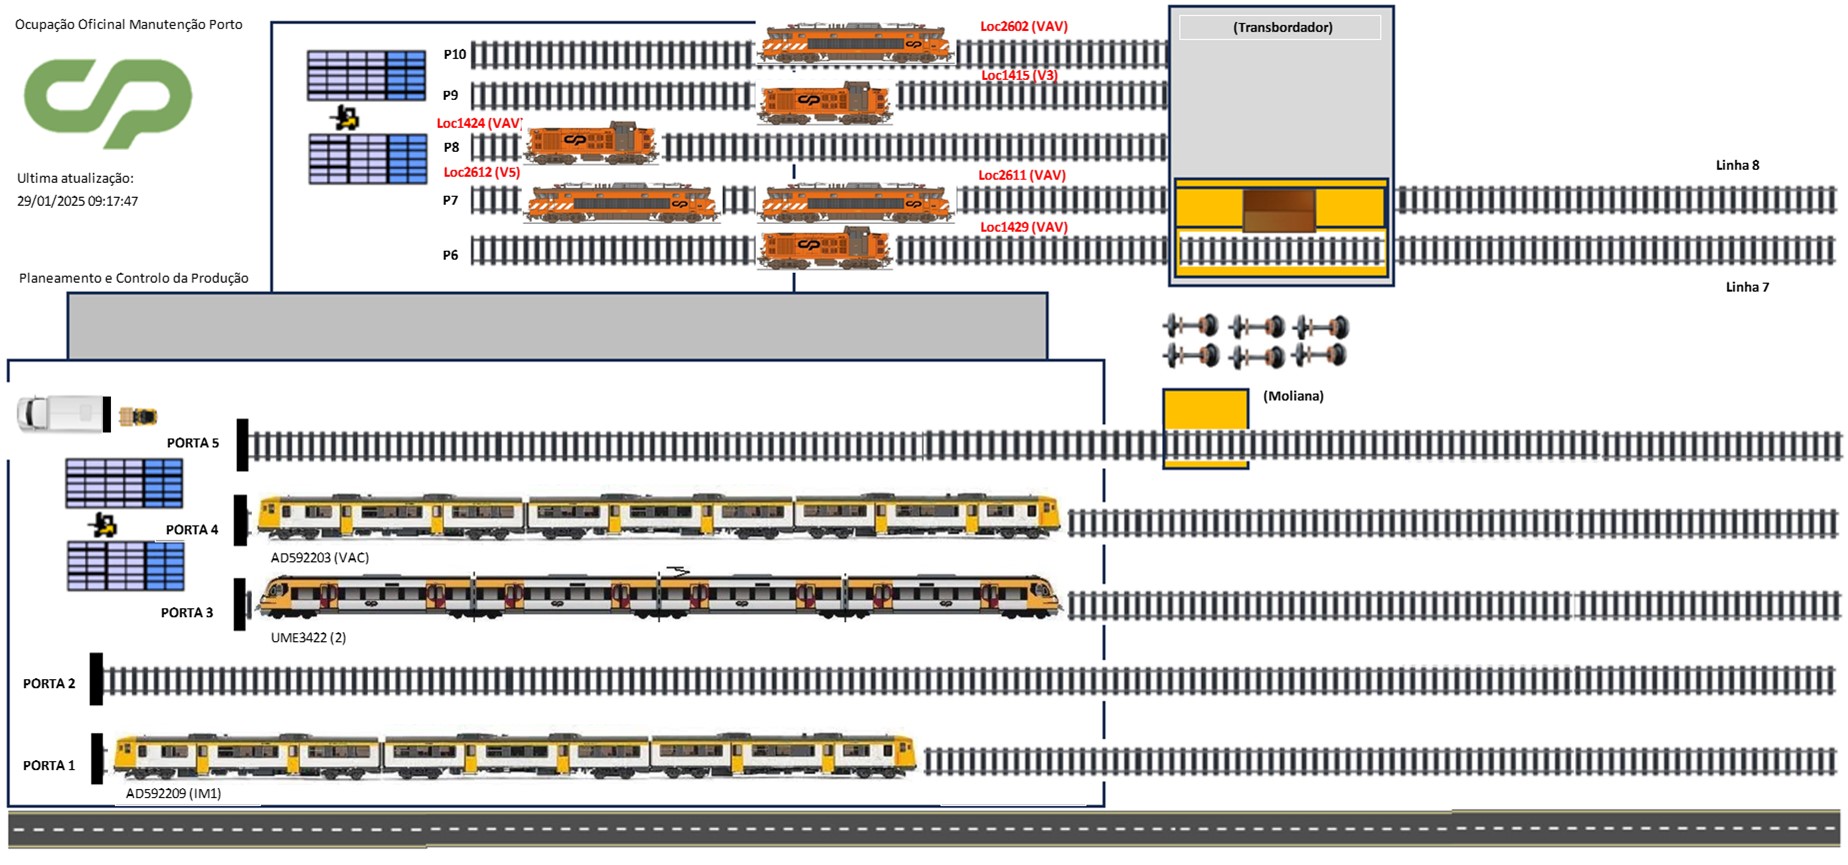 Ocupação Oficinal Manutenção Porto
CP
Ultima atualização:
29/01/2025 09:17:47
Planeamento e Controlo da Produção
P10
Loc2602 (VAV)
(Transbordador)
P9
Loc1415 (V3)
Loc1424 (VAV)
P8
Loc2612 (V5)
Loc2611 (VAV)
P7
Linha 8
Loc1429 (VAV)
P6
Linha 7
(Moliana)
PORTA 5
PORTA 4
AD592203 (VAC)
PORTA 3
UME3422 (2)
PORTA 2
PORTA 1
AD592209 (IM1)